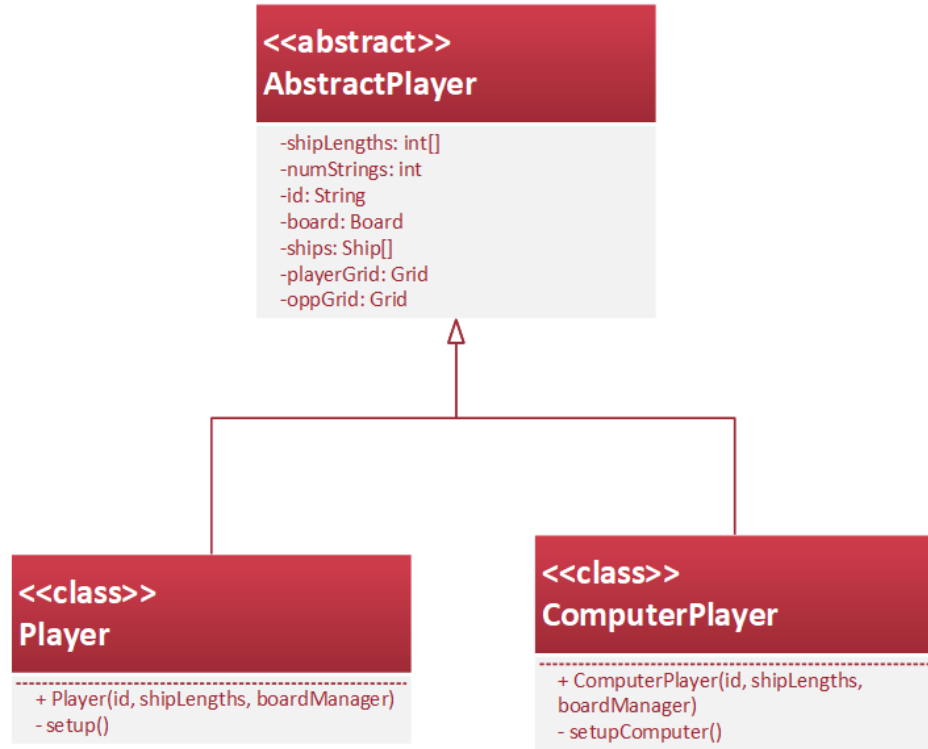 <<abstract>>
AbstractPlayer
-shipLengths: int[]
-numStrings: int
-id: String
-board: Board
-ships: Ship[]
-playerGrid: Grid
-oppGrid: Grid
<<class>>
Player
+ Player(id, shipLengths, boardManager)
- setup()
<<class>>
ComputerPlayer
+ ComputerPlayer(id, shipLengths,
boardManager)
- setupComputer()